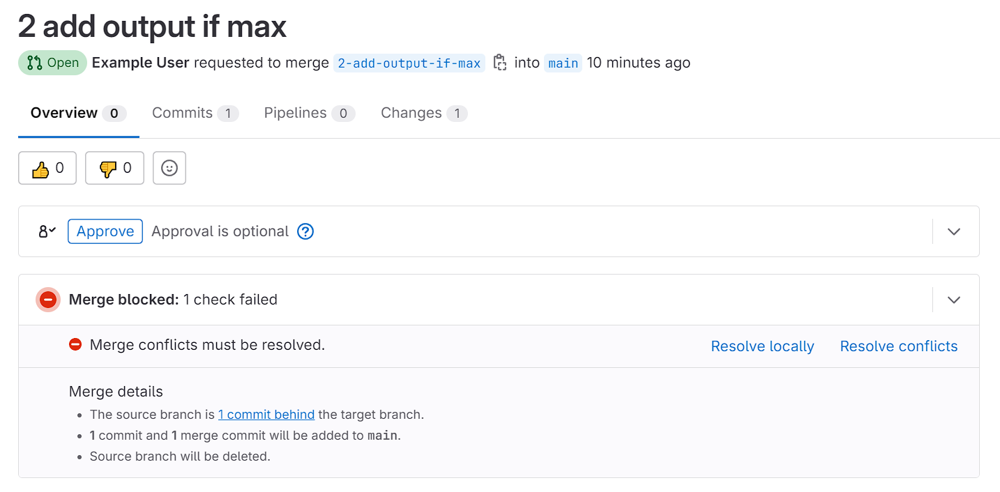 2 add output if max
Open Example User requested to merge 2-add-output-if-max into main 10 minutes ago
Overview 0 Commits 1 Pipelines 0 Changes 1
0 0
Approve Approval is optional ?
Merge blocked: 1 check failed
Merge conflicts must be resolved. Resolve locally Resolve conflicts
Merge details
• The source branch is 1 commit behind the target branch.
• 1 commit and 1 merge commit will be added to main.
• Source branch will be deleted.